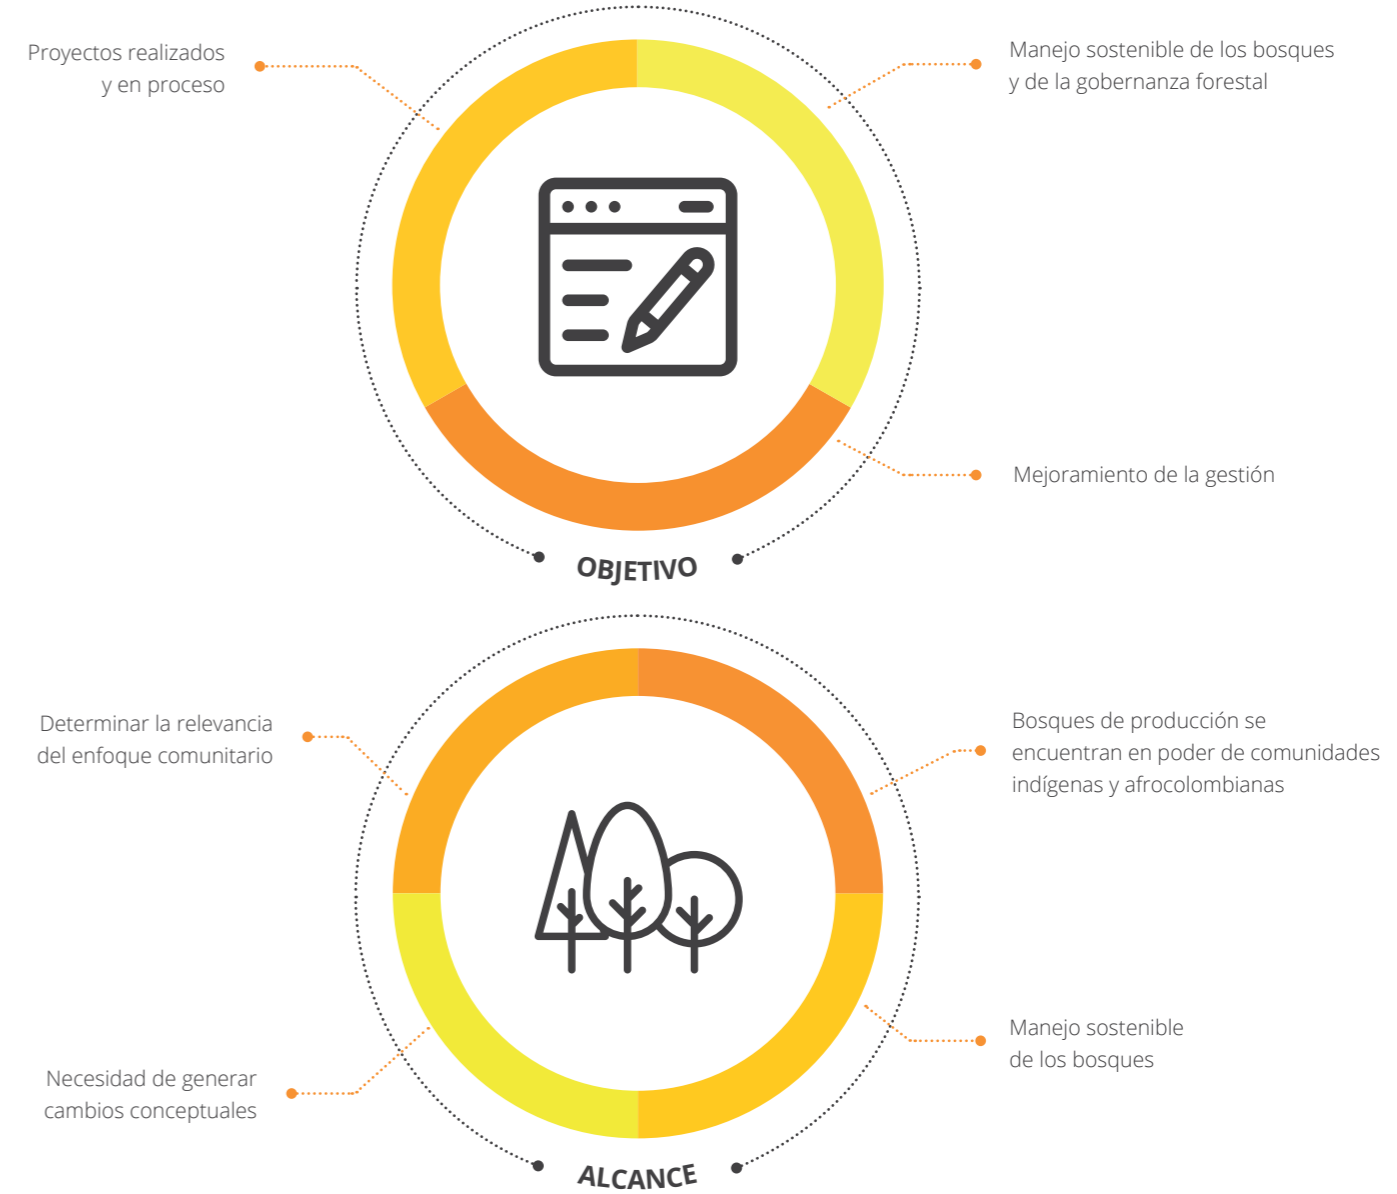 Proyectos realizados
y en proceso
Manejo sostenible de los bosques
y de la gobernanza forestal
Mejoramiento de la gestión
OBJETIVO
Determinar la relevancia
del enfoque comunitario
Bosques de producción se
encuentran en poder de comunidades
indígenas y afrocolombianas
Necesidad de generar
cambios conceptuales
Manejo sostenible
de los bosques
ALCANCE